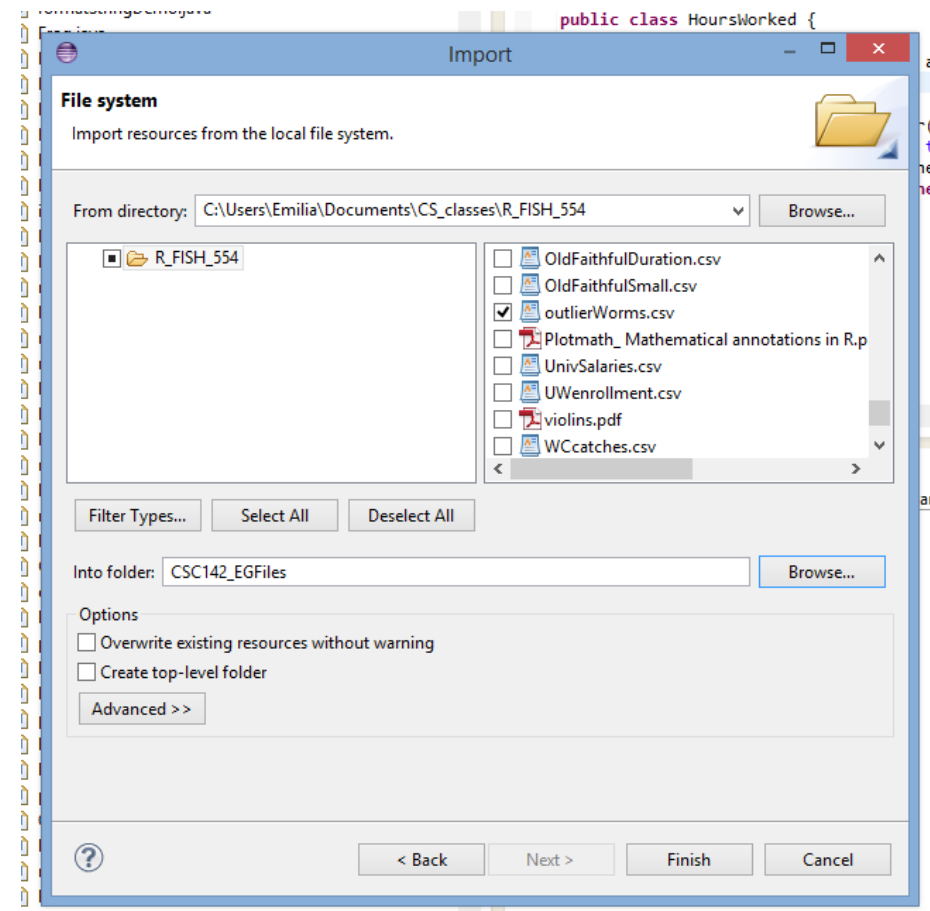 public class HoursWorked {
Import
File system
Import resources from the local file system.
From directory: C:\Users\Emilia\Documents\CS_classes\R_FISH_554 Browse...
R_FISH_554
OldFaithfulDuration.csv
OldFaithfulSmall.csv
outlierWorms.csv
Plotmath_ Mathematical annotations in R.p
UnivSalaries.csv
UWenrollment.csv
violins.pdf
WCcatches.csv
Filter Types... Select All Deselect All
Into folder: CSC142_EGFiles Browse...
Options
Overwrite existing resources without warning
Create top-level folder
Advanced >>
< Back Next > Finish Cancel